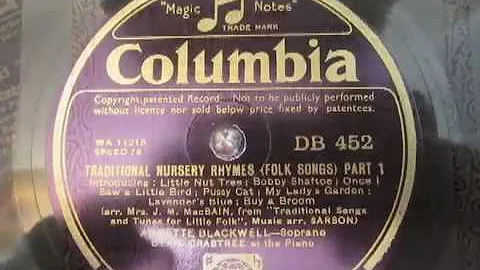 "Magic Notes"
TRADE MARK
Columbia
Copyright, patented Record. Not to be publicly performed
without licence nor sold below price fixed by patentees.
WA 11215
SPEED 78
DB 452
TRADITIONAL NURSERY RHYMES (FOLK SONGS) PART 1
Introducing: Little Nut Tree; Bobby Shaftoe; Once I
Saw a Little Bird; Pussy Cat; My Lady's Garden;
Lavender's blue; Buy a Broom
(arr. Mrs. J. M. MacBAIN, from "Traditional Songs
and Tunes for Little Folk", Music arr. SARSON)
BLACKWELL—Soprano
CRABTREE at the Piano